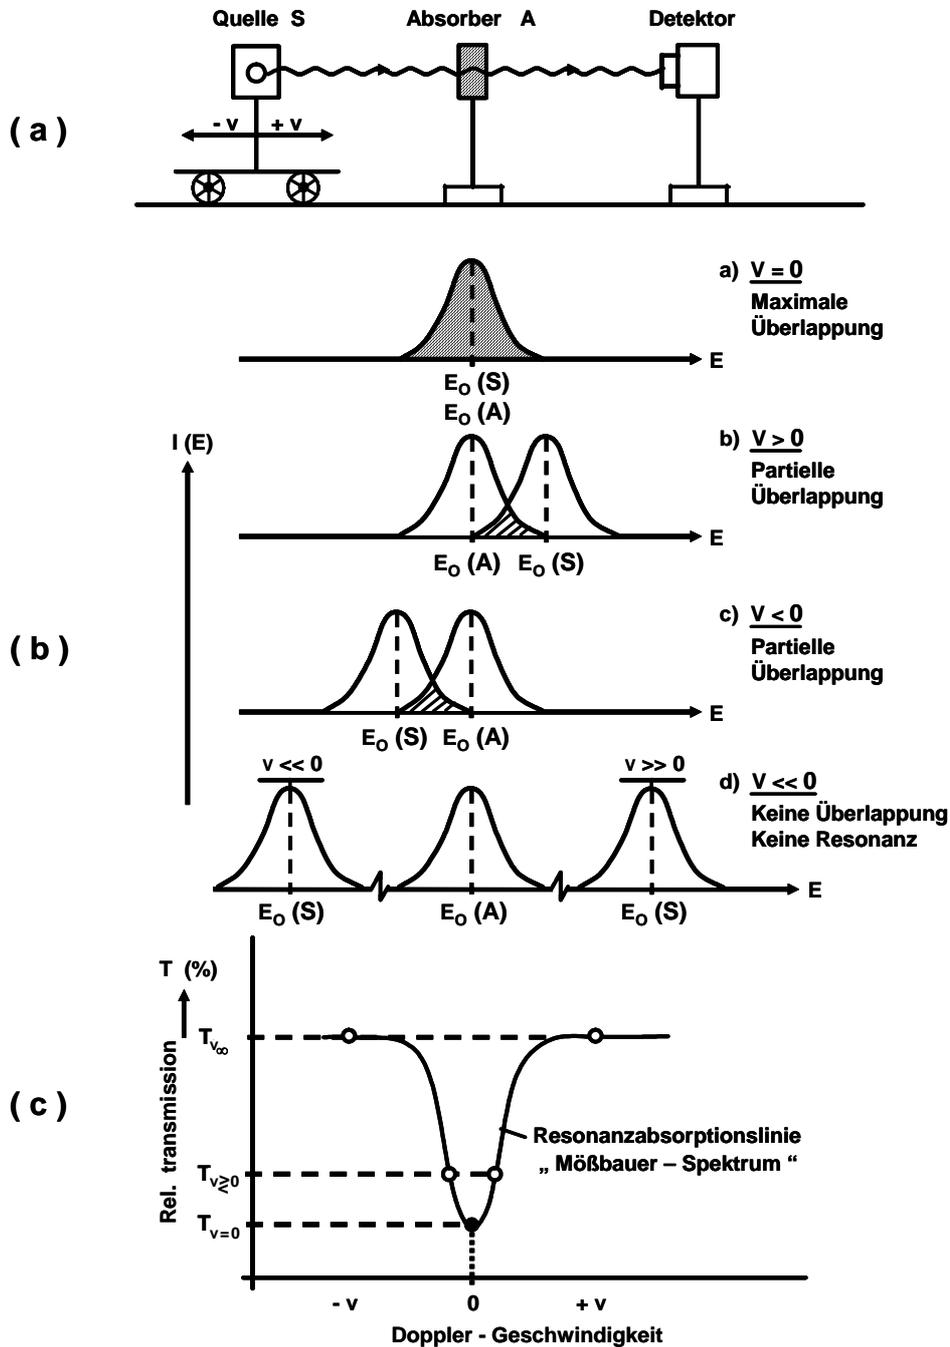 Quelle S Absorber A Detektor
( a )
- v + v
a) V = 0
Maximale
Überlappung
E
E₀ (S)
E₀ (A)
I (E)
b) V > 0
Partielle
Überlappung
E
E₀ (A) E₀ (S)
( b )
c) V < 0
Partielle
Überlappung
E
E₀ (S) E₀ (A)
v << 0 v >> 0
d) V << 0
Keine Überlappung
Keine Resonanz
E
E₀ (S) E₀ (A) E₀ (S)
( c )
T (%)
Rel. transmission
Tv∞
Resonanzabsorptionslinie
„ Mößbauer – Spektrum “
Tv≷0
Tv=0
- v 0 + v
Doppler - Geschwindigkeit